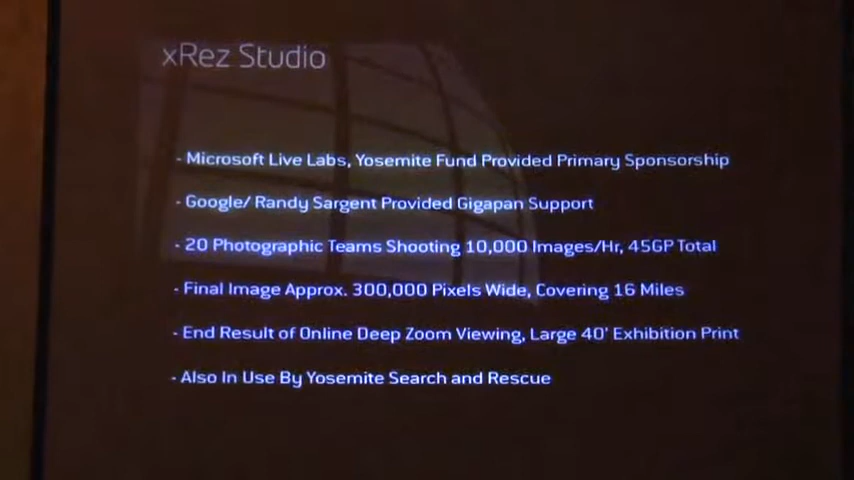 xRez Studio
- Microsoft Live Labs, Yosemite Fund Provided Primary Sponsorship
- Google/ Randy Sargent Provided Gigapan Support
- 20 Photographic Teams Shooting 10,000 Images/Hr, 45GP Total
- Final Image Approx. 300,000 Pixels Wide, Covering 16 Miles
- End Result of Online Deep Zoom Viewing, Large 40' Exhibition Print
- Also In Use By Yosemite Search and Rescue